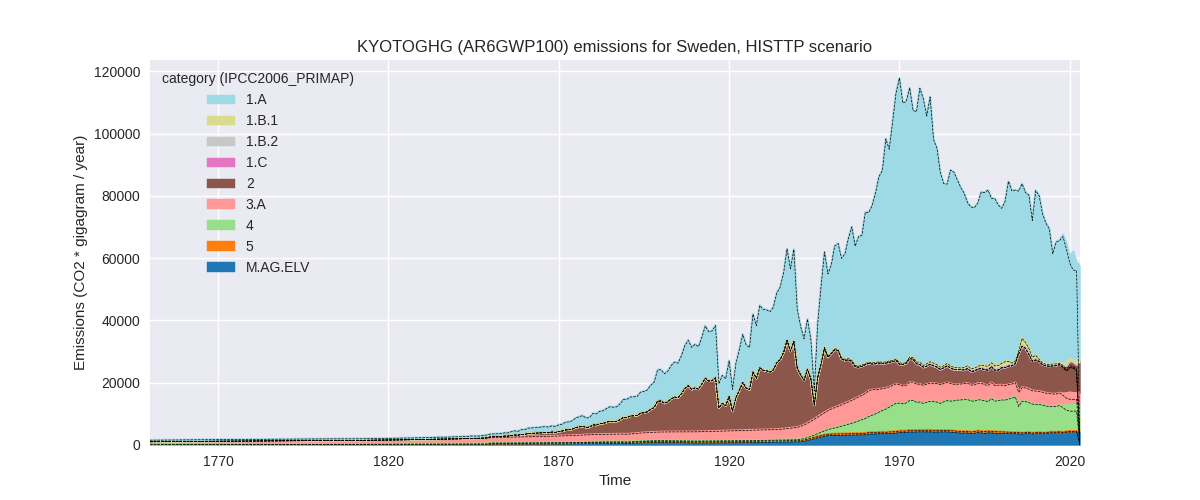 KYOTOGHG (AR6GWP100) emissions for Sweden, HISTTP scenario
Emissions (CO2 * gigagram / year)
120000
100000
80000
60000
40000
20000
0
category (IPCC2006_PRIMAP)
1.A
1.B.1
1.B.2
1.C
2
3.A
4
5
M.AG.ELV
1770
1820
1870
1920
1970
2020
Time